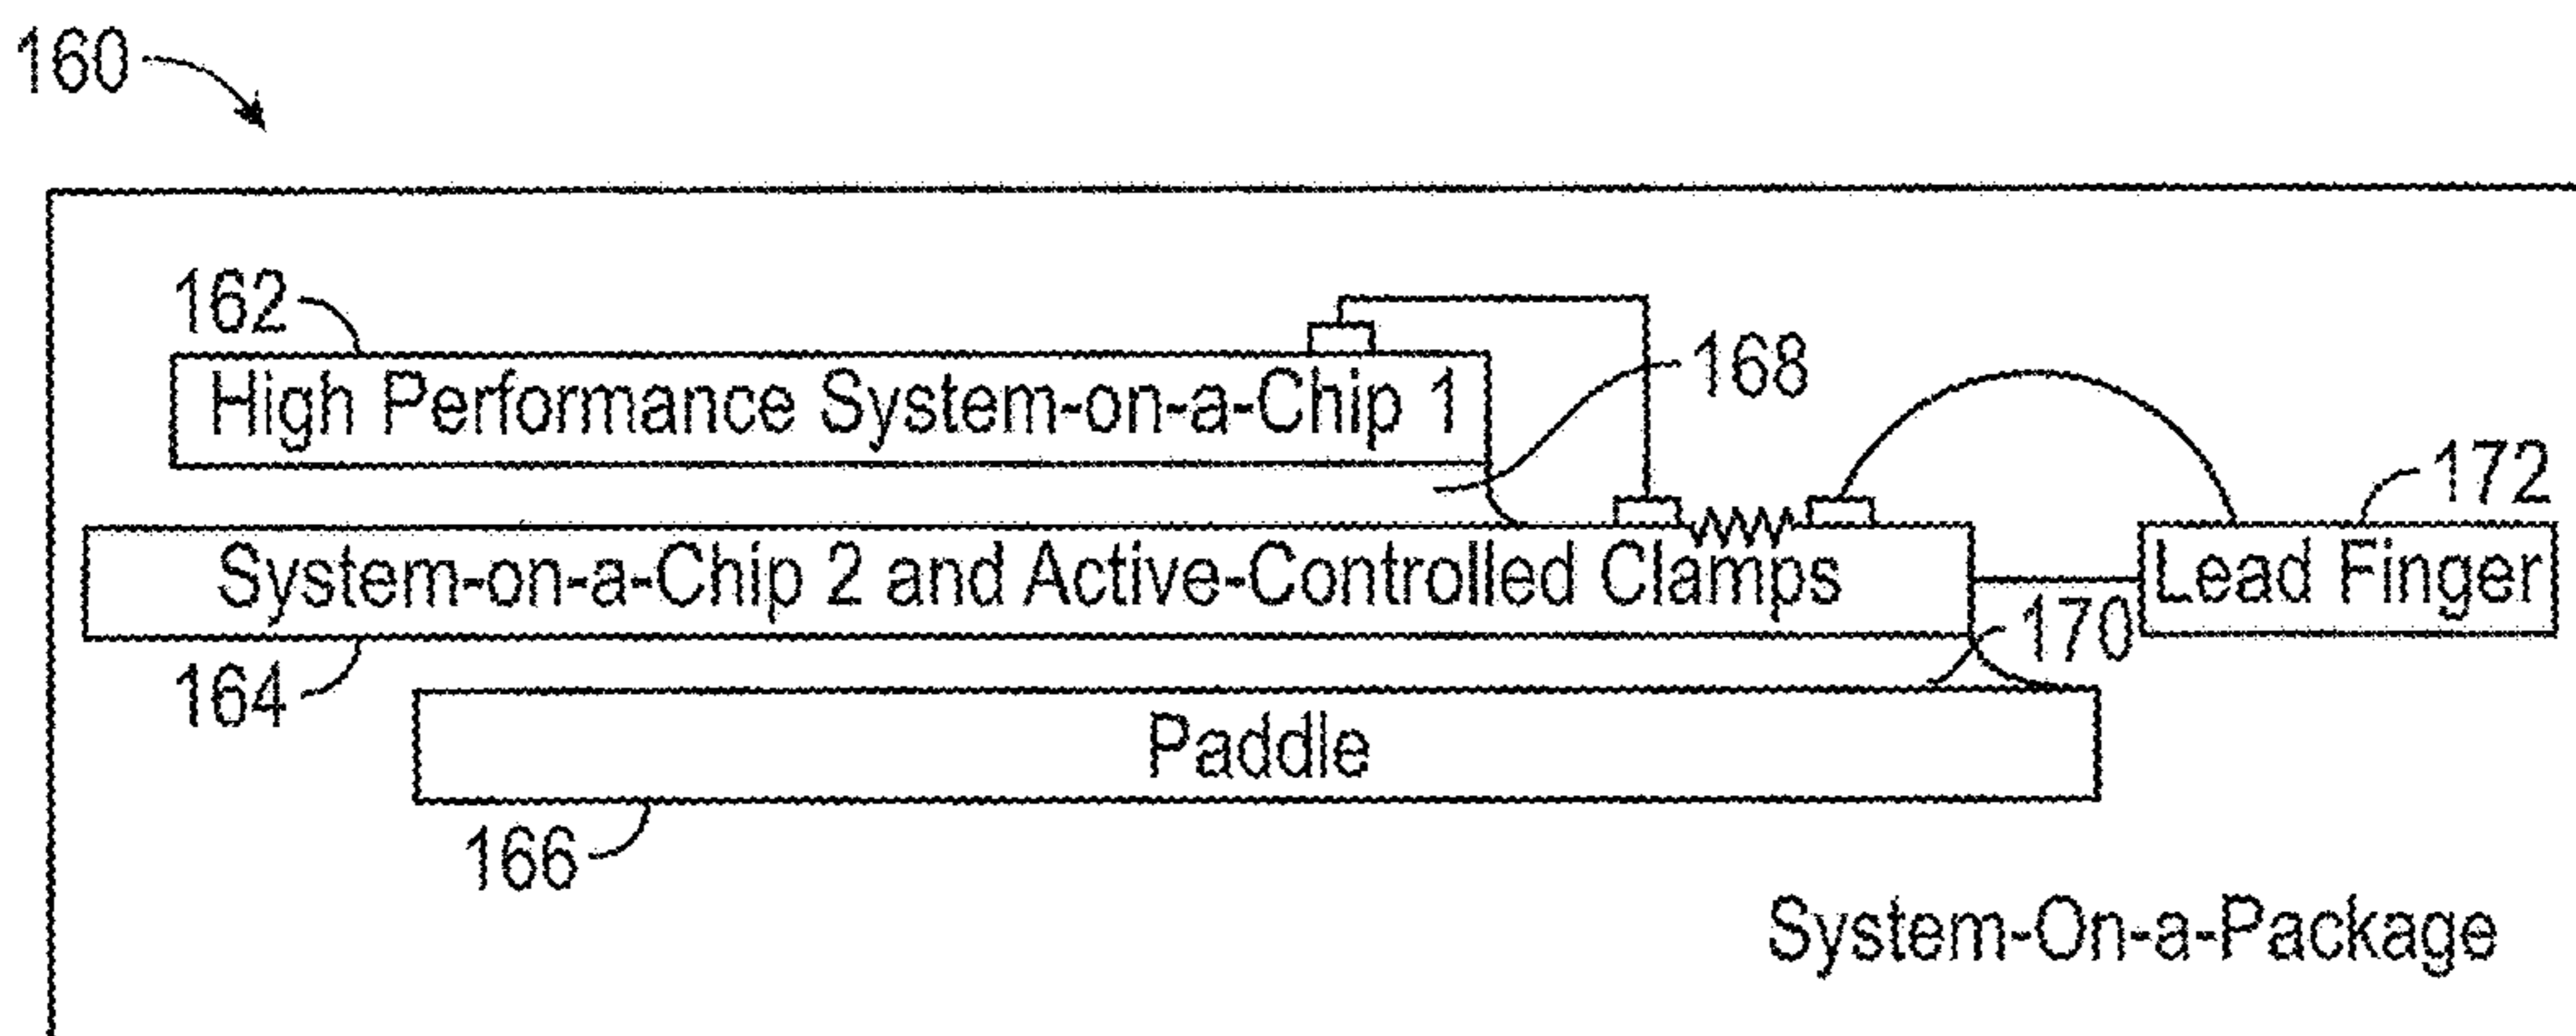 160
162
168
High Performance System-on-a-Chip 1
172
System-on-a-Chip 2 and Active-Controlled Clamps
Lead Finger
170
164
Paddle
166
System-On-a-Package